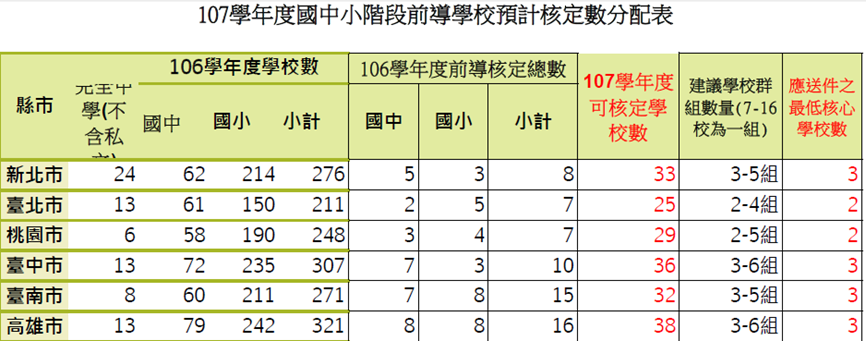 107學年度國中小階段前導學校預計核定數分配表
縣市 學(不含私 106學年度學校數 106學年度前導核定總數 107學年度可核定學校數 建議學校群組數量(7-16校為一組) 應送件之最低核心學校數
國中 國小 小計 國中 國小 小計
新北市 24 62 214 276 5 3 8 33 3-5組 3
臺北市 13 61 150 211 2 5 7 25 2-4組 2
桃園市 6 58 190 248 3 4 7 29 2-5組 2
臺中市 13 72 235 307 7 3 10 36 3-6組 3
臺南市 8 60 211 271 7 8 15 32 3-5組 3
高雄市 13 79 242 321 8 8 16 38 3-6組 3